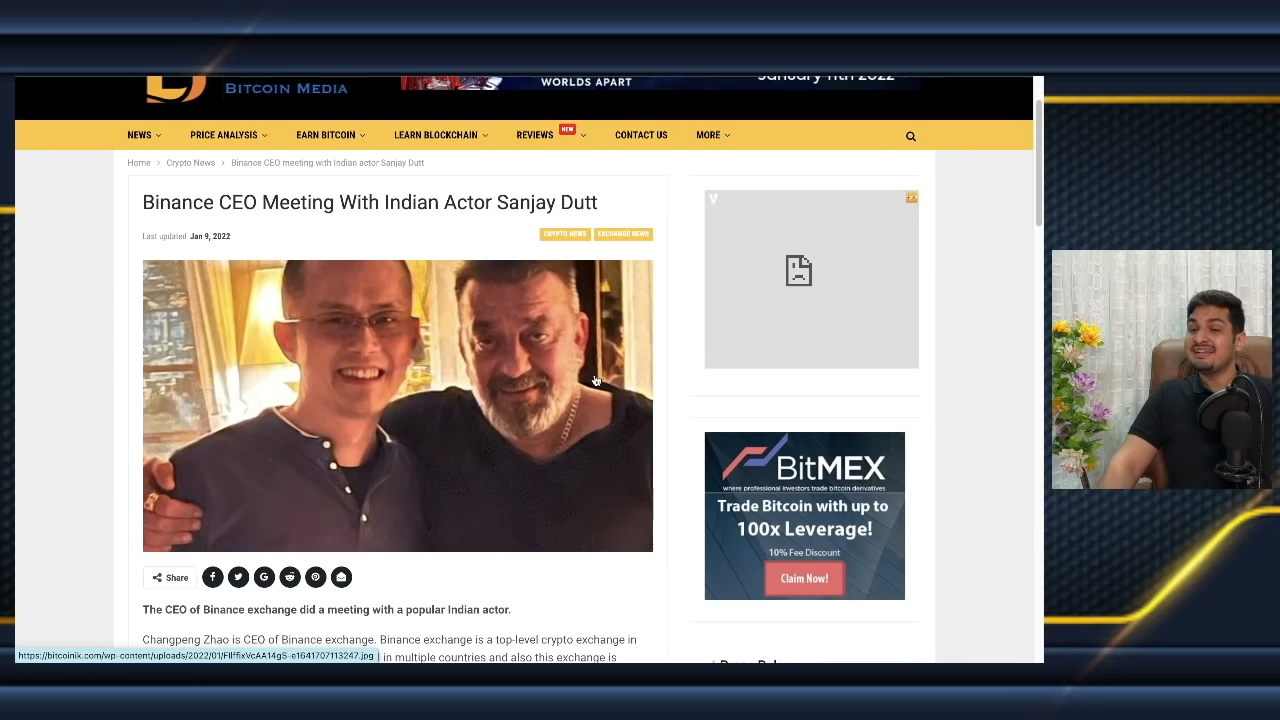 BITCOIN MEDIA
WORLDS APART
January 11th 2022
NEWS
PRICE ANALYSIS
EARN BITCOIN
LEARN BLOCKCHAIN
REVIEWS
NEW
CONTACT US
MORE
Home > Crypto News > Binance CEO meeting with Indian actor Sanjay Dutt
Binance CEO Meeting With Indian Actor Sanjay Dutt
Last updated Jan 9, 2022
CRYPTO NEWS
EXCHANGE NEWS
BitMEX
where professional investors trade bitcoin derivatives
Trade Bitcoin with up to
100x Leverage!
10% Fee Discount
Claim Now!
Share
The CEO of Binance exchange did a meeting with a popular Indian actor.
Changpeng Zhao is CEO of Binance exchange. Binance exchange is a top-level crypto exchange in
in multiple countries and also this exchange is